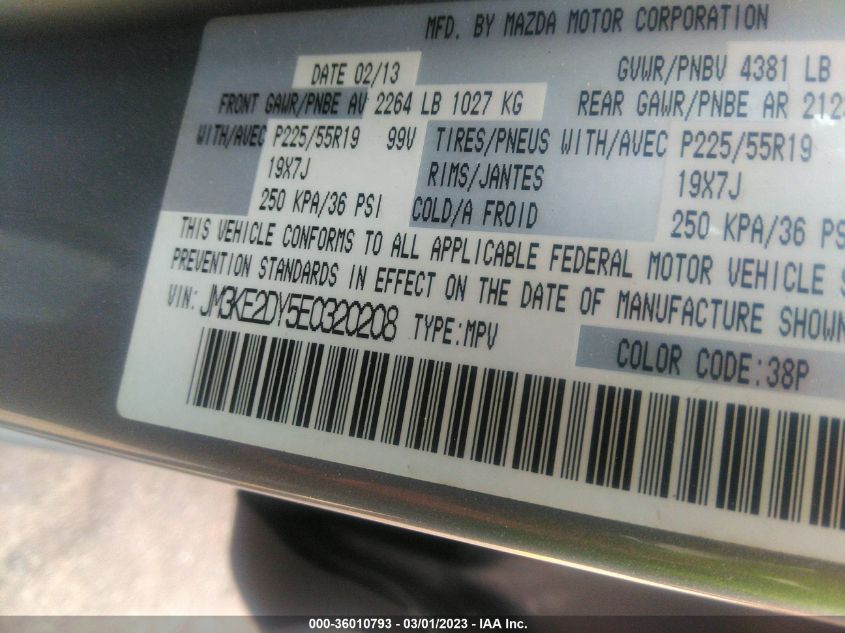 MFD. BY MAZDA MOTOR CORPORATION
DATE 02/13 GVWR/PNBV 4381 LB
FRONT GAWR/PNBE AV 2264 LB 1027 KG REAR GAWR/PNBE AR
WITH/AVEC P225/55R19 99V TIRES/PNEUS WITH/AVEC P225/55R19
19X7J RIMS/JANTES 19X7J
250 KPA/36 PSI COLD/A FROID 250 KPA/36
THIS VEHICLE CONFORMS TO ALL APPLICABLE FEDERAL MOTOR VEHICLE
PREVENTION STANDARDS IN EFFECT ON THE DATE OF MANUFACTURE SHOWN
VIN: JM3KE2DY5E0320208 TYPE:MPV
COLOR CODE:38P
000-36010793 - 03/01/2023 - IAA Inc.